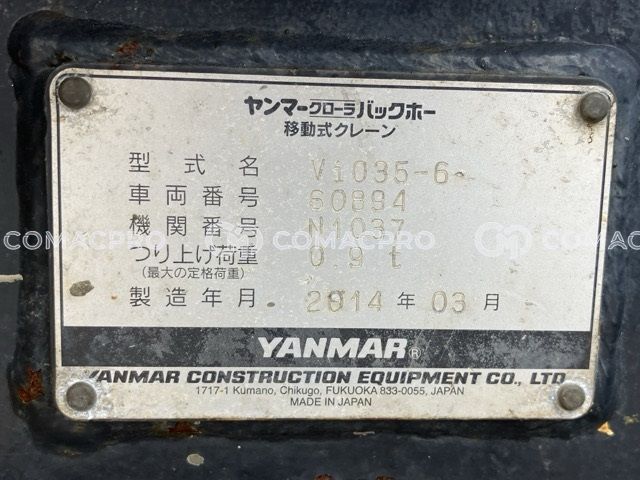 ヤンマークローラバックホー
移動式クレーン
型式名 Vi035-6
車両番号 60894
機関番号 N1037
つり上げ荷重 0.9 t
(最大の定格荷重)
製造年月 2014 年 03 月
COMACPRO COMACPRO
YANMAR®
YANMAR CONSTRUCTION EQUIPMENT CO., LTD.
1717-1 Kumano, Chikugo, FUKUOKA 833-0055, JAPAN
MADE IN JAPAN